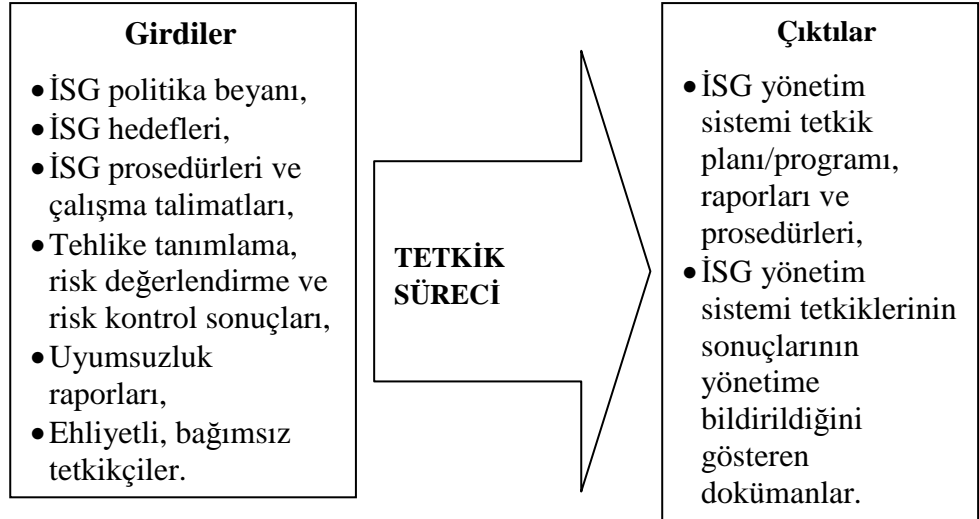 Girdiler
•İSG politika beyanı,
•İSG hedefleri,
•İSG prosedürleri ve
çalışma talimatları,
•Tehlike tanımlama,
risk değerlendirme ve
risk kontrol sonuçları,
•Uyumsuzluk
raporları,
•Ehliyetli, bağımsız
tetkikçiler.
TETKİK
SÜRECİ
Çıktılar
•İSG yönetim
sistemi tetkik
planı/programı,
raporları ve
prosedürleri,
•İSG yönetim
sistemi tetkiklerinin
sonuçlarının
yönetime
bildirildiğini
gösteren
dokümanlar.